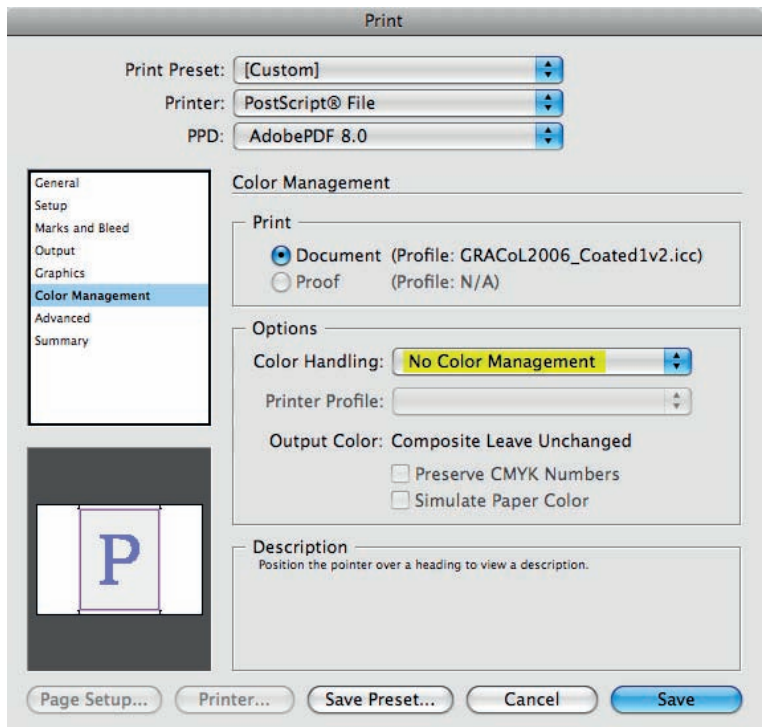 Print
Print Preset: [Custom]
Printer: PostScript® File
PPD: AdobePDF 8.0
General
Setup
Marks and Bleed
Output
Graphics
Color Management
Advanced
Summary
Color Management
Print
Document (Profile: GRACoL2006_Coated1v2.icc)
Proof (Profile: N/A)
Options
Color Handling: No Color Management
Printer Profile:
Output Color: Composite Leave Unchanged
Preserve CMYK Numbers
Simulate Paper Color
P
Description
Position the pointer over a heading to view a description.
Page Setup... Printer... Save Preset... Cancel Save